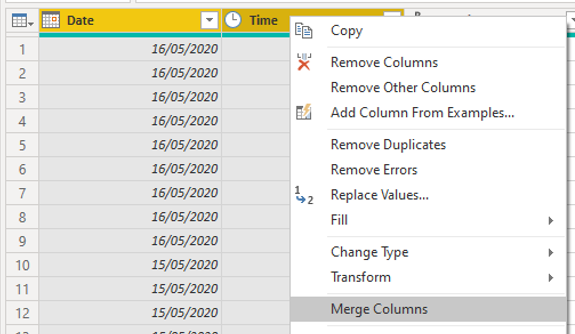 Date
Time
1 16/05/2020
2 16/05/2020
3 16/05/2020
4 16/05/2020
5 16/05/2020
6 16/05/2020
7 16/05/2020
8 16/05/2020
9 16/05/2020
10 15/05/2020
11 15/05/2020
12 15/05/2020
Copy
Remove Columns
Remove Other Columns
Add Column From Examples...
Remove Duplicates
Remove Errors
1 2 Replace Values...
Fill
Change Type
Transform
Merge Columns